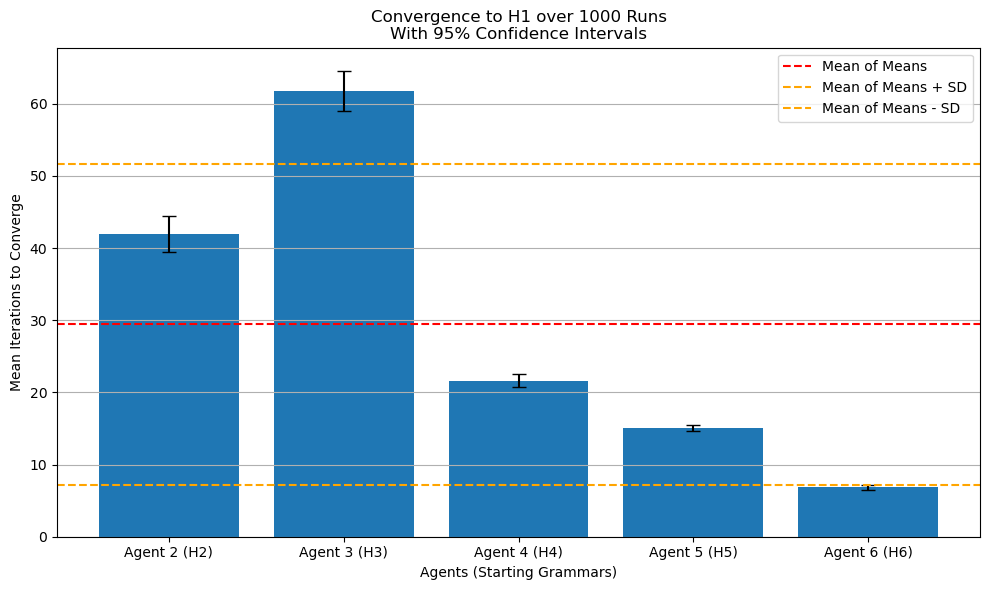 Convergence to H1 over 1000 Runs
With 95% Confidence Intervals
Mean of Means
Mean of Means + SD
Mean of Means - SD
Mean Iterations to Converge
60
50
40
30
20
10
0
Agent 2 (H2)
Agent 3 (H3)
Agent 4 (H4)
Agent 5 (H5)
Agent 6 (H6)
Agents (Starting Grammars)